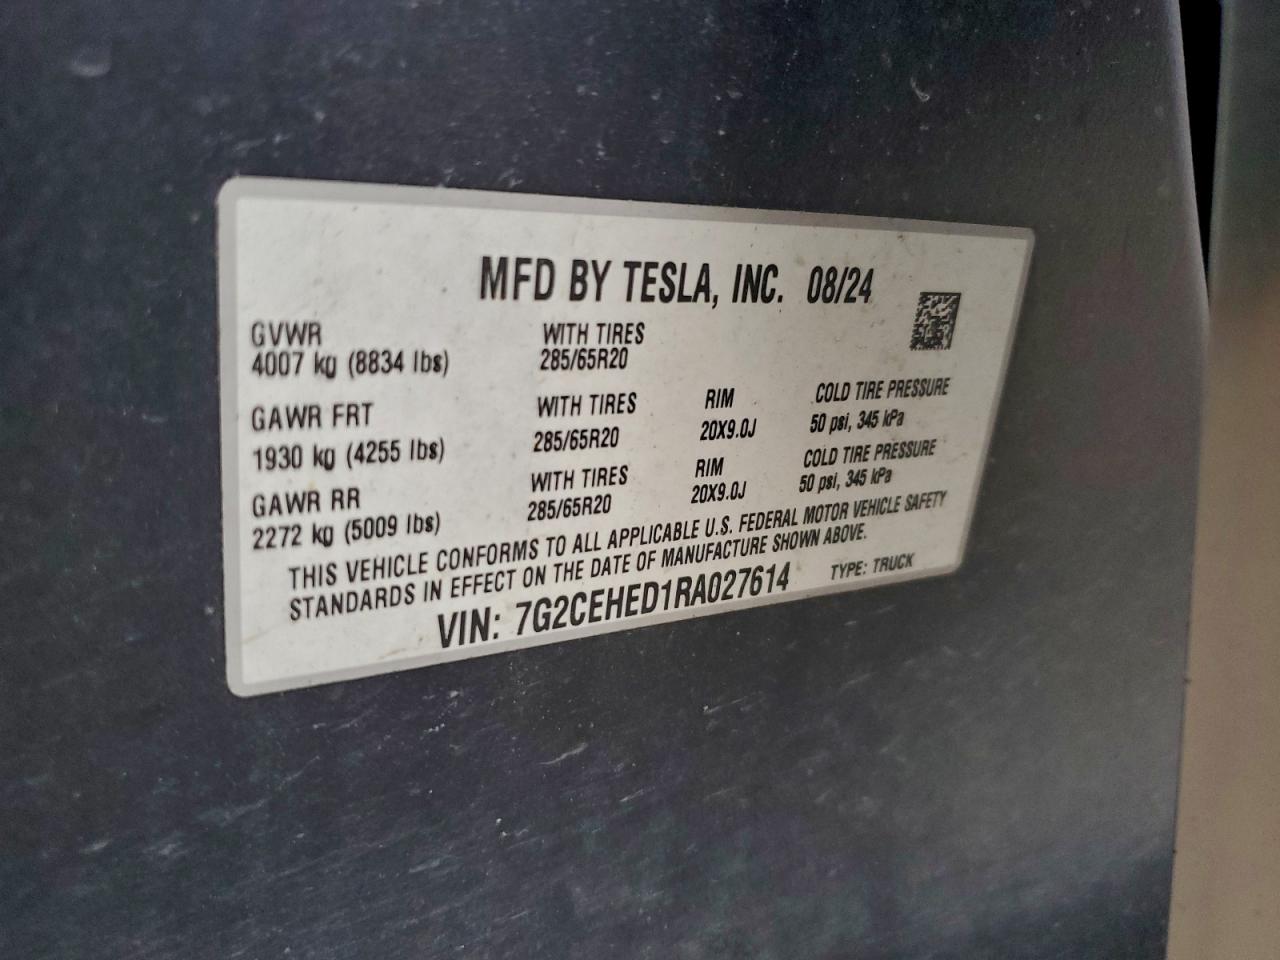 MFD BY TESLA, INC. 08/24
GVWR WITH TIRES
4007 kg (8834 lbs) 285/65R20
GAWR FRT WITH TIRES RIM COLD TIRE PRESSURE
1930 kg (4255 lbs) 285/65R20 20X9.0J 50 psi, 345 kPa
GAWR RR WITH TIRES RIM COLD TIRE PRESSURE
2272 kg (5009 lbs) 285/65R20 20X9.0J 50 psi, 345 kPa
THIS VEHICLE CONFORMS TO ALL APPLICABLE U.S. FEDERAL MOTOR VEHICLE SAFETY
STANDARDS IN EFFECT ON THE DATE OF MANUFACTURE SHOWN ABOVE.
VIN: 7G2CEHED1RA027614 TYPE: TRUCK